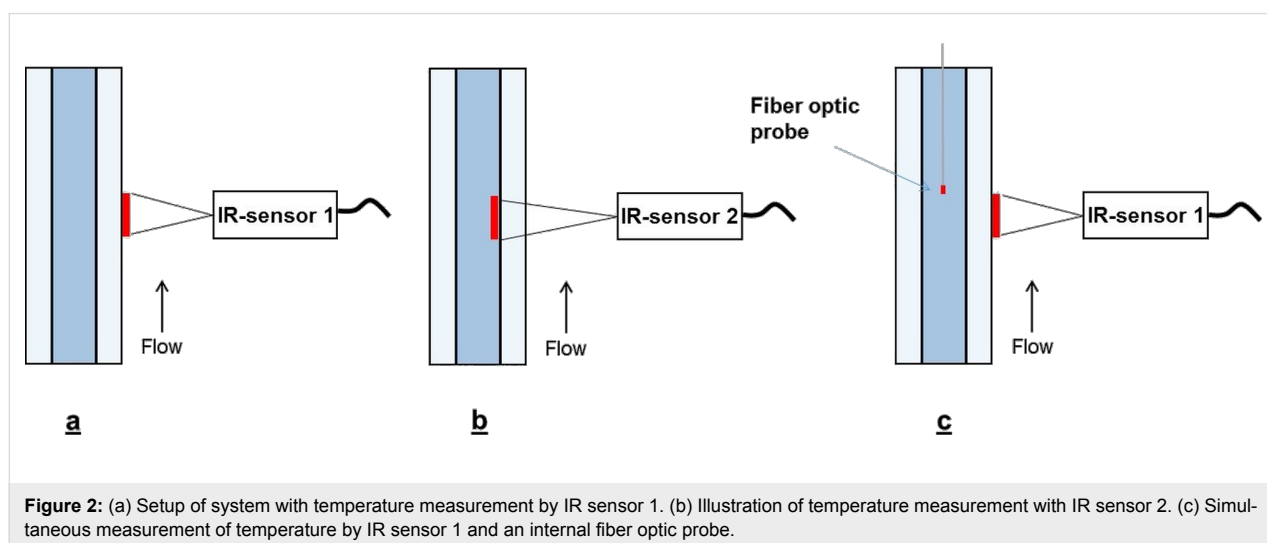 Fiber optic
probe
IR-sensor 1
IR-sensor 2
IR-sensor 1
Flow
Flow
Flow
a
b
c
Figure 2: (a) Setup of system with temperature measurement by IR sensor 1. (b) Illustration of temperature measurement with IR sensor 2. (c) Simul-
taneous measurement of temperature by IR sensor 1 and an internal fiber optic probe.